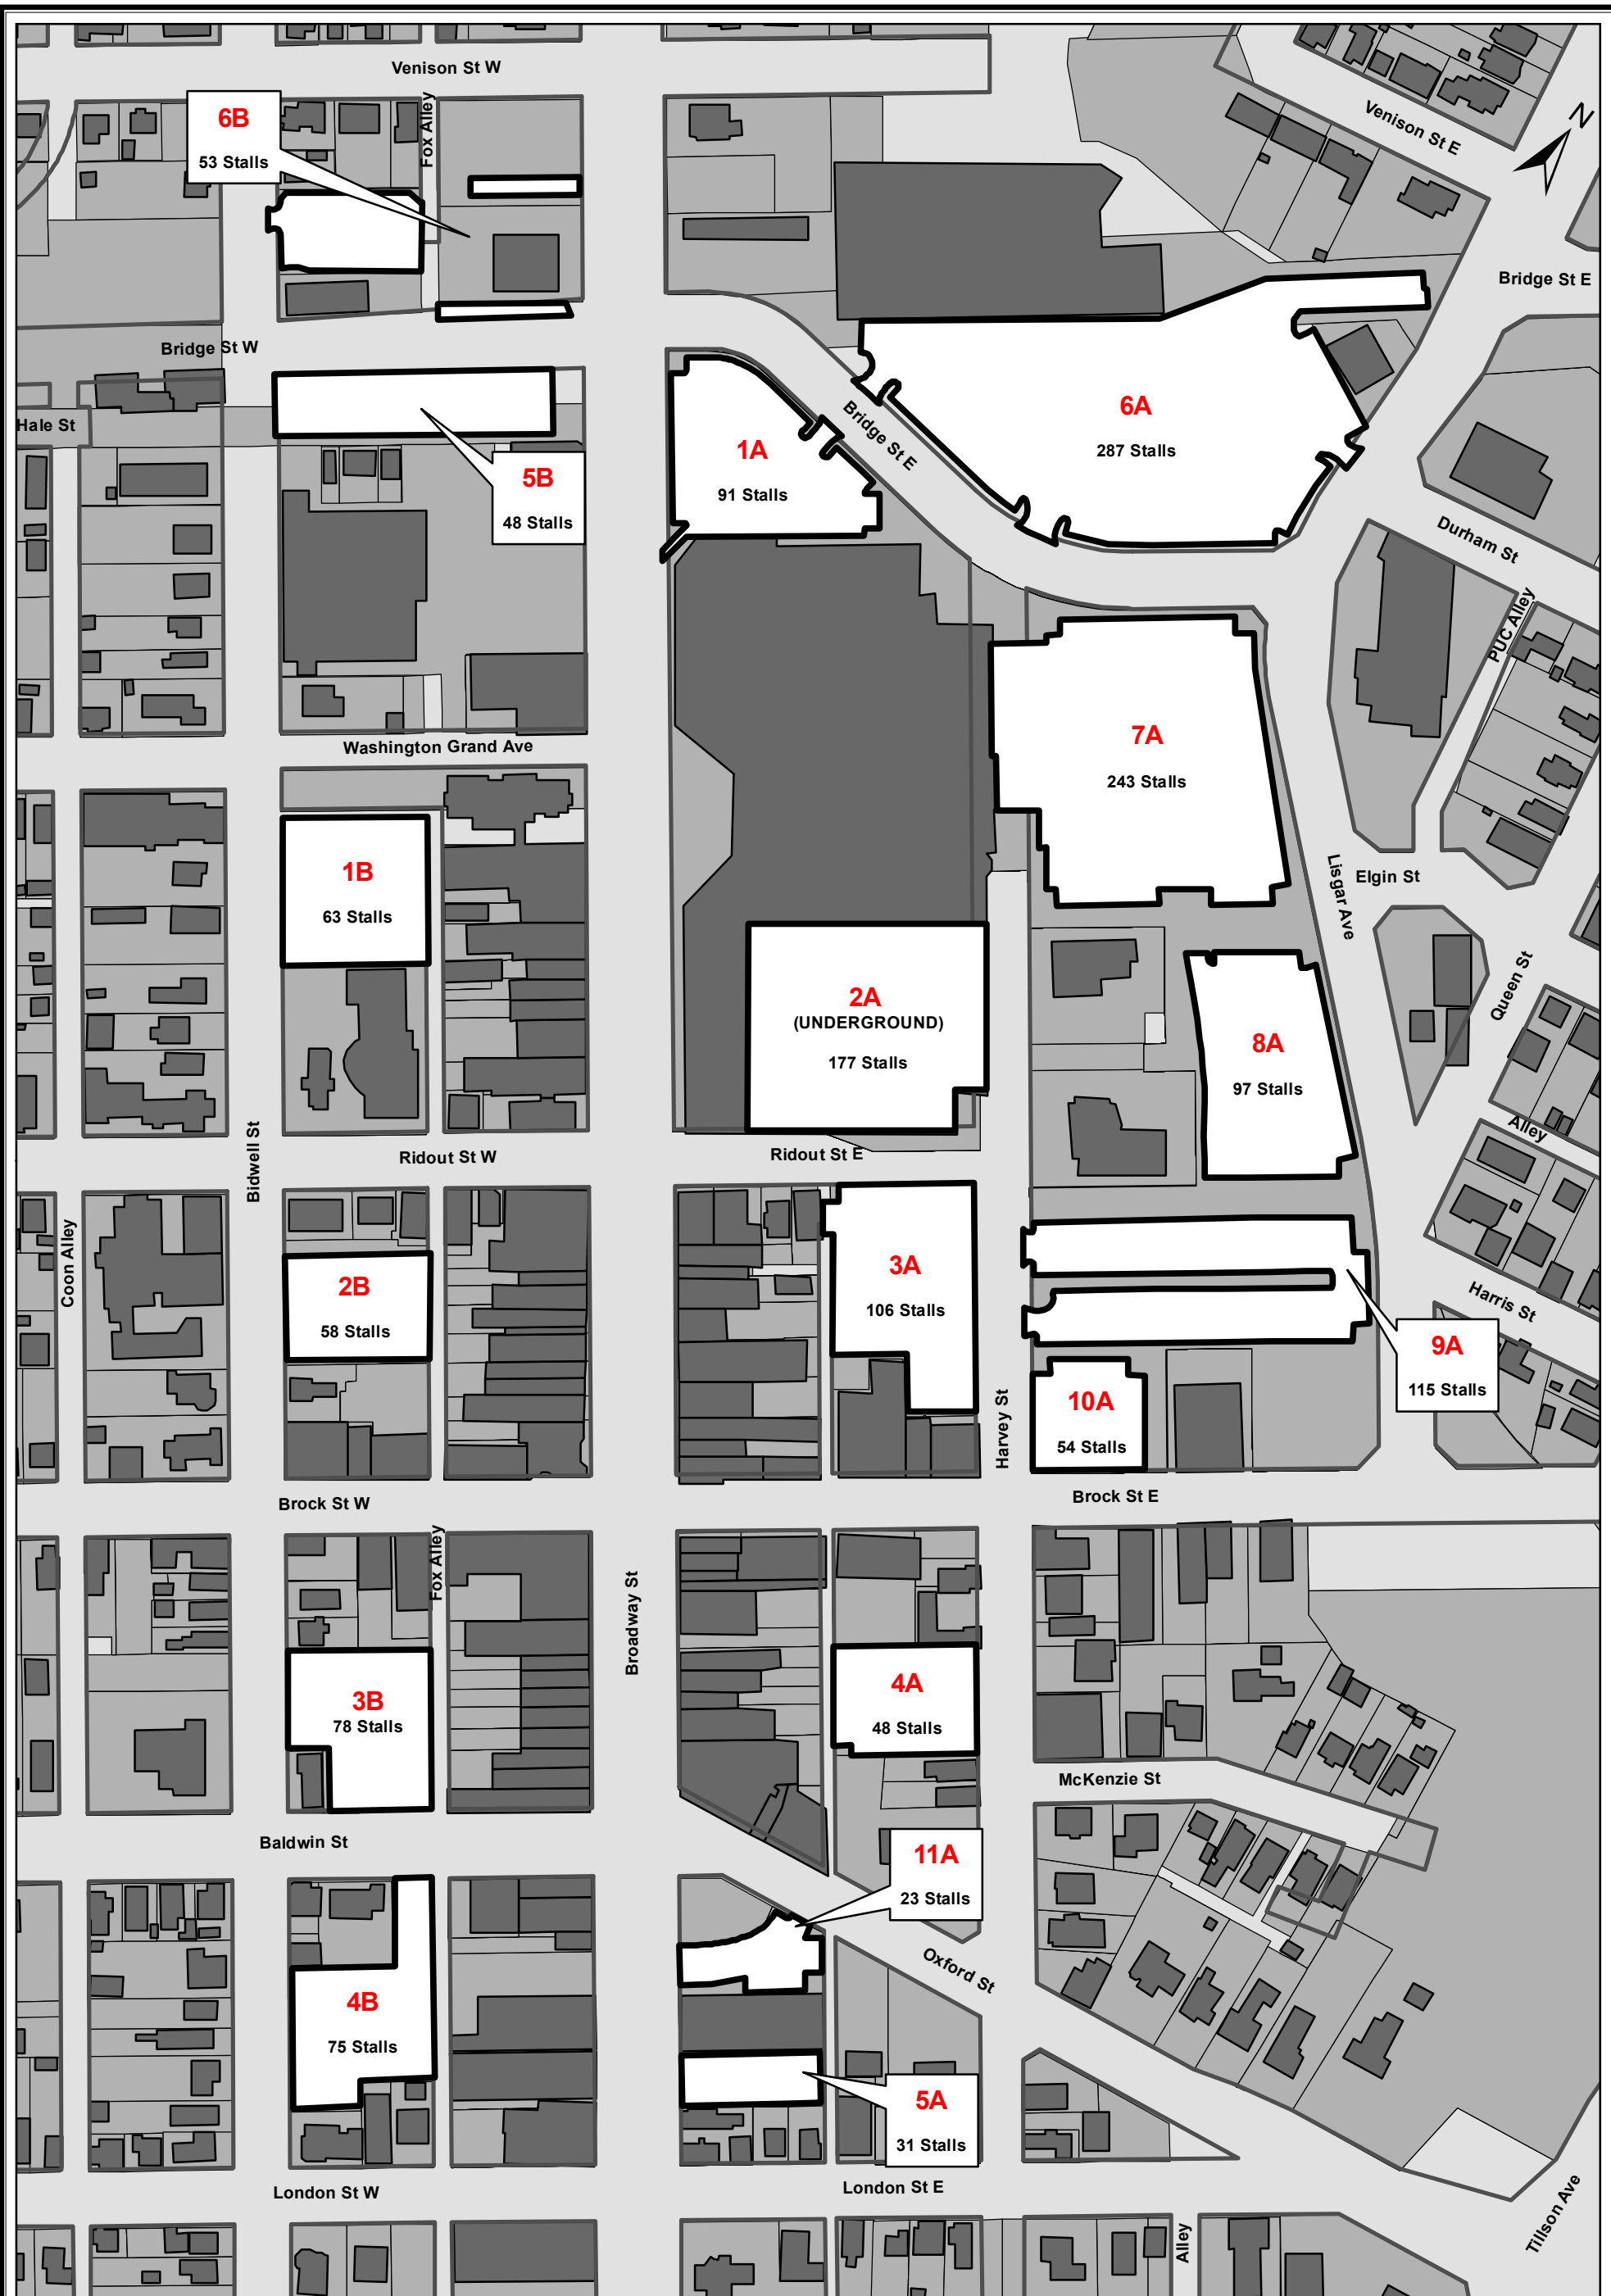 Venison St W
Fox Alley
6B
53 Stalls
Venison St E
N
Bridge St E
Bridge St W
Hale St
5B
48 Stalls
1A
91 Stalls
Bridge St E
6A
287 Stalls
Durham St
PUC Alley
Washington Grand Ave
7A
243 Stalls
1B
63 Stalls
Elgin St
Lisgar Ave
Queen St
2A
(UNDERGROUND)
177 Stalls
8A
97 Stalls
Alley
Bidwell St
Ridout St W
Ridout St E
Coon Alley
2B
58 Stalls
3A
106 Stalls
Harris St
9A
115 Stalls
10A
54 Stalls
Harvey St
Brock St W
Brock St E
Fox Alley
Broadway St
3B
78 Stalls
4A
48 Stalls
McKenzie St
Baldwin St
11A
23 Stalls
Oxford St
4B
75 Stalls
5A
31 Stalls
London St W
London St E
Alley
Tillson Ave